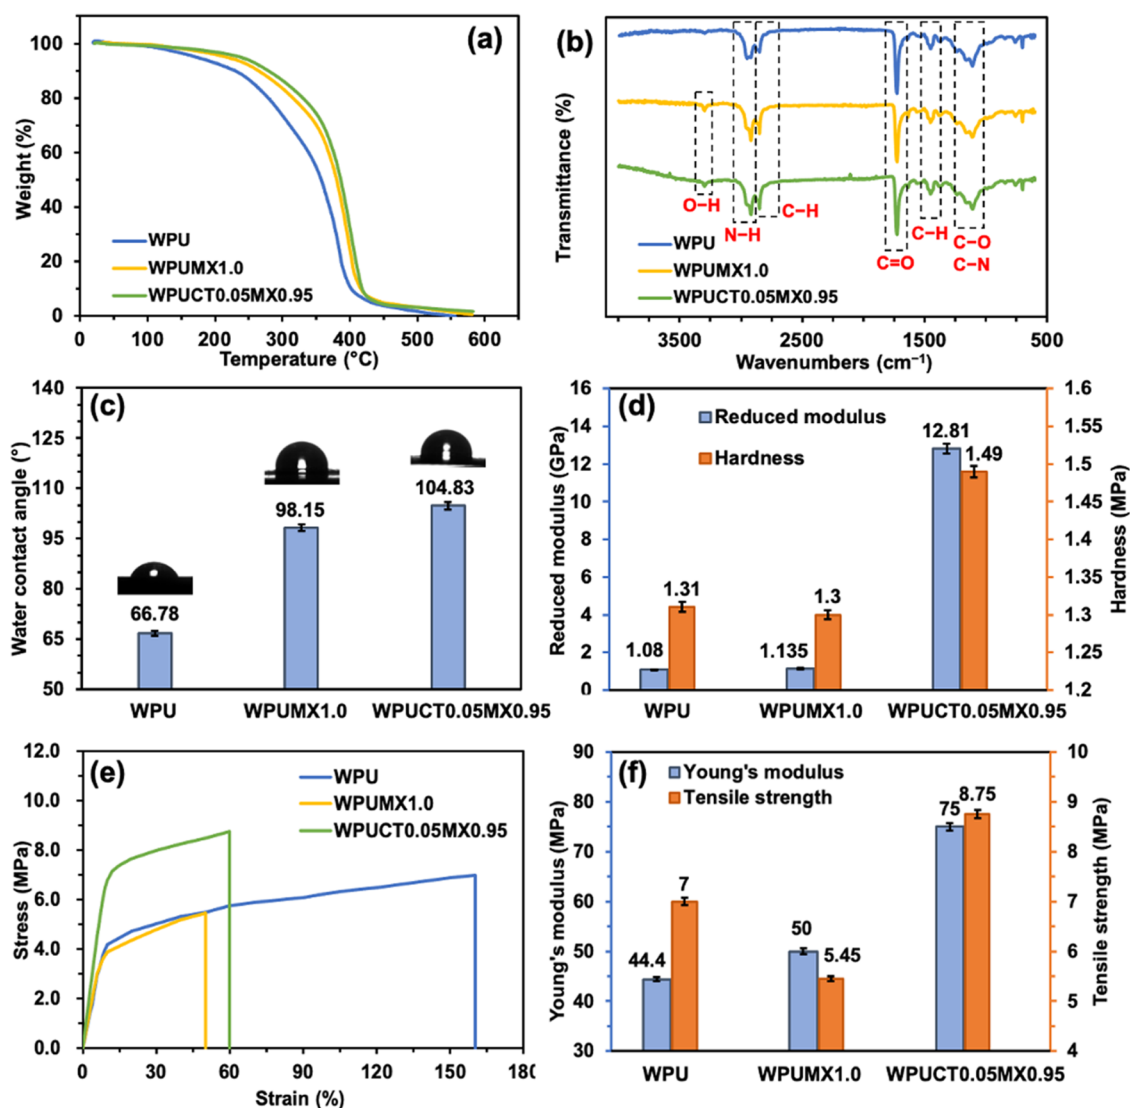 (a)
100
80
60
40
20
0
Weight (%)
WPU
WPUMX1.0
WPUCT0.05MX0.95
0 100 200 300 400 500 600
Temperature (°C)
(b)
Transmittance (%)
O–H
N–H
C–H
C=O
C–H
C–O
C–N
WPU
WPUMX1.0
WPUCT0.05MX0.95
3500 2500 1500 500
Wavenumbers (cm⁻¹)
(c)
140
125
110
95
80
65
50
Water contact angle (°)
66.78
98.15
104.83
WPU WPUMX1.0 WPUCT0.05MX0.95
(d)
Reduced modulus
Hardness
16
14
12
10
8
6
4
2
0
Reduced modulus (GPa)
1.08
1.31
1.135
1.3
12.81
1.49
1.6
1.55
1.5
1.45
1.4
1.35
1.3
1.25
1.2
Hardness (MPa)
WPU WPUMX1.0 WPUCT0.05MX0.95
(e)
12.0
10.0
8.0
6.0
4.0
2.0
0.0
Stress (MPa)
WPU
WPUMX1.0
WPUCT0.05MX0.95
0 30 60 90 120 150 180
Strain (%)
(f)
Young's modulus
Tensile strength
90
80
70
60
50
40
30
Young's modulus (MPa)
44.4
7
50
5.45
75
8.75
10
9
8
7
6
5
4
Tensile strength (MPa)
WPU WPUMX1.0 WPUCT0.05MX0.95